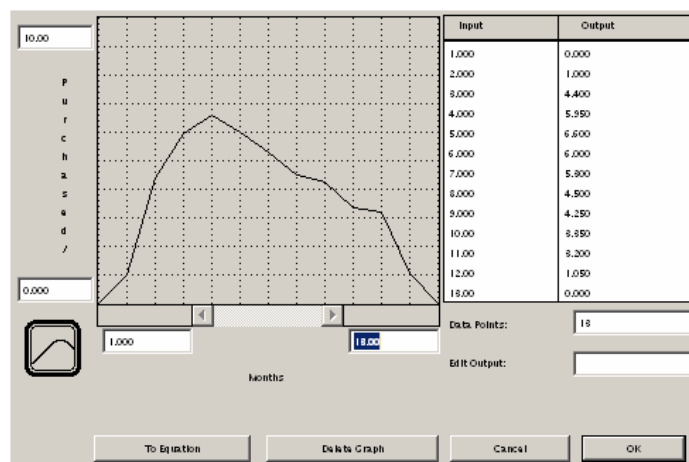 Input Output
10.00
Purchased/
0.000
1.000 0.000
2.000 1.000
3.000 4.400
4.000 5.950
5.000 6.600
6.000 6.000
7.000 5.300
8.000 4.500
9.000 4.250
10.00 3.350
11.00 3.200
12.00 1.050
13.00 0.000
1.000
13.00
Months
Data Points: 13
Edit Output:
To Equation Delete Graph Cancel OK